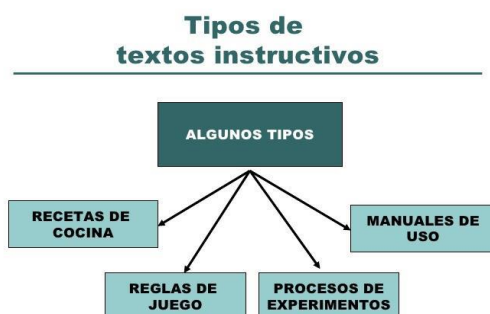 Tipos de
textos instructivos
ALGUNOS TIPOS
RECETAS DE
COCINA
MANUALES DE
USO
REGLAS DE
JUEGO
PROCESOS DE
EXPERIMENTOS